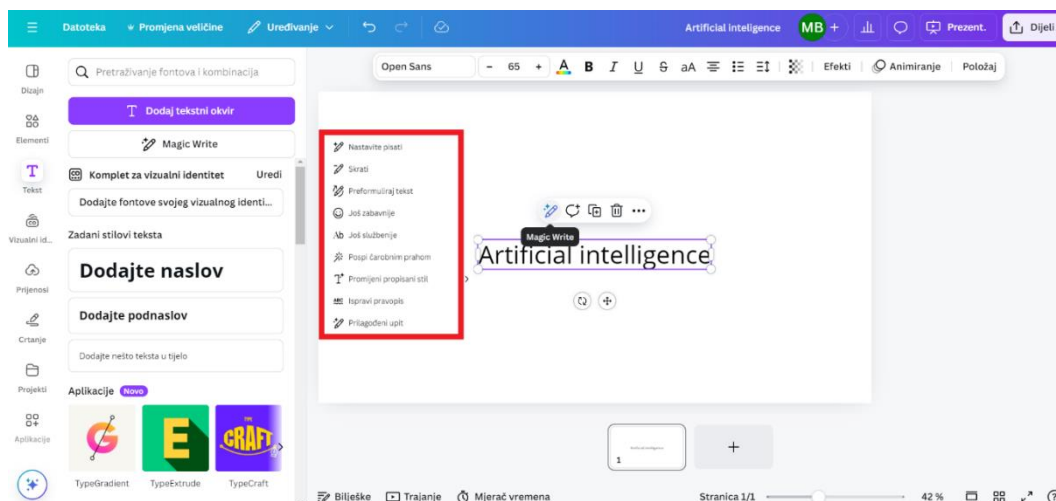 Datoteka
Promjena veličine
Uređivanje
Artificial inteligence
MB
+
Prezent.
Dijeli
Dizajn
Elementi
Tekst
Vizualni id...
Prijenosi
Crtanje
Projekti
Aplikacije
Pretraživanje fontova i kombinacija
Dodaj tekstni okvir
Magic Write
Komplet za vizualni identitet Uredi
Dodajte fontove svojeg vizualnog identi...
Zadani stilovi teksta
Dodajte naslov
Dodajte podnaslov
Dodajte nešto teksta u tijelo
Aplikacije Novo
G
E
THE
CRAFT
TypeGradient TypeExtrude TypeCraft
Open Sans - 65 + A B I U S aA Efekti Animiranje Položaj
Nastavite pisati
Skrati
Preformuliraj tekst
Još zabavnije
Još službenije
Pospi čarobnim prahom
Promijeni propisani stil
Ispravi pravopis
Prilagođeni upit
Magic Write
Artificial intelligence
1
+
Bilješke Trajanje Mjerač vremena Stranica 1/1 42 %